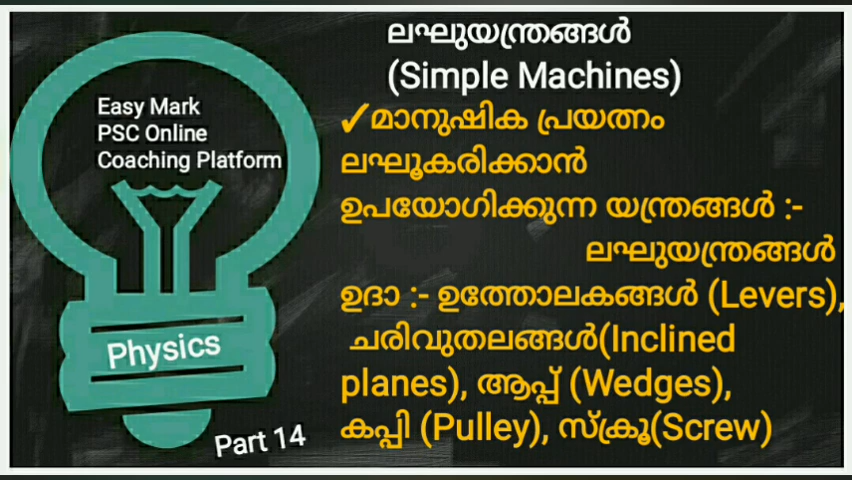 Easy Mark
PSC Online
Coaching Platform
Physics
Part 14
ലഘുയന്ത്രങ്ങൾ
(Simple Machines)
✓മാനുഷിക പ്രയത്നം
ലഘൂകരിക്കാൻ
ഉപയോഗിക്കുന്ന യന്ത്രങ്ങൾ :-
ലഘുയന്ത്രങ്ങൾ
ഉദാ :- ഉത്തോലകങ്ങൾ (Levers),
ചരിവുതലങ്ങൾ(Inclined
planes), ആപ്പ് (Wedges),
കപ്പി (Pulley), സ്ക്രൂ(Screw)